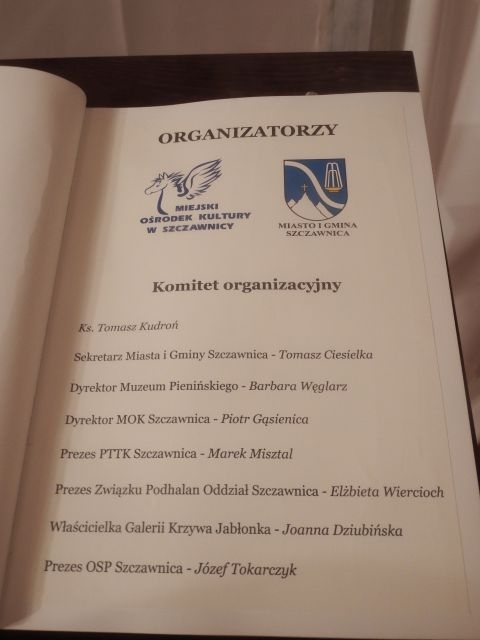 ORGANIZATORZY
MIEJSKI
OŚRODEK KULTURY
W SZCZAWNICY
MIASTO I GMINA
SZCZAWNICA
Komitet organizacyjny
Ks. Tomasz Kudroń
Sekretarz Miasta i Gminy Szczawnica - Tomasz Ciesielka
Dyrektor Muzeum Pienińskiego - Barbara Węglarz
Dyrektor MOK Szczawnica - Piotr Gąsienica
Prezes PTTK Szczawnica - Marek Misztal
Prezes Związku Podhalan Oddział Szczawnica - Elżbieta Wiercioch
Właścicielka Galerii Krzywa Jabłonka - Joanna Dziubińska
Prezes OSP Szczawnica - Józef Tokarczyk